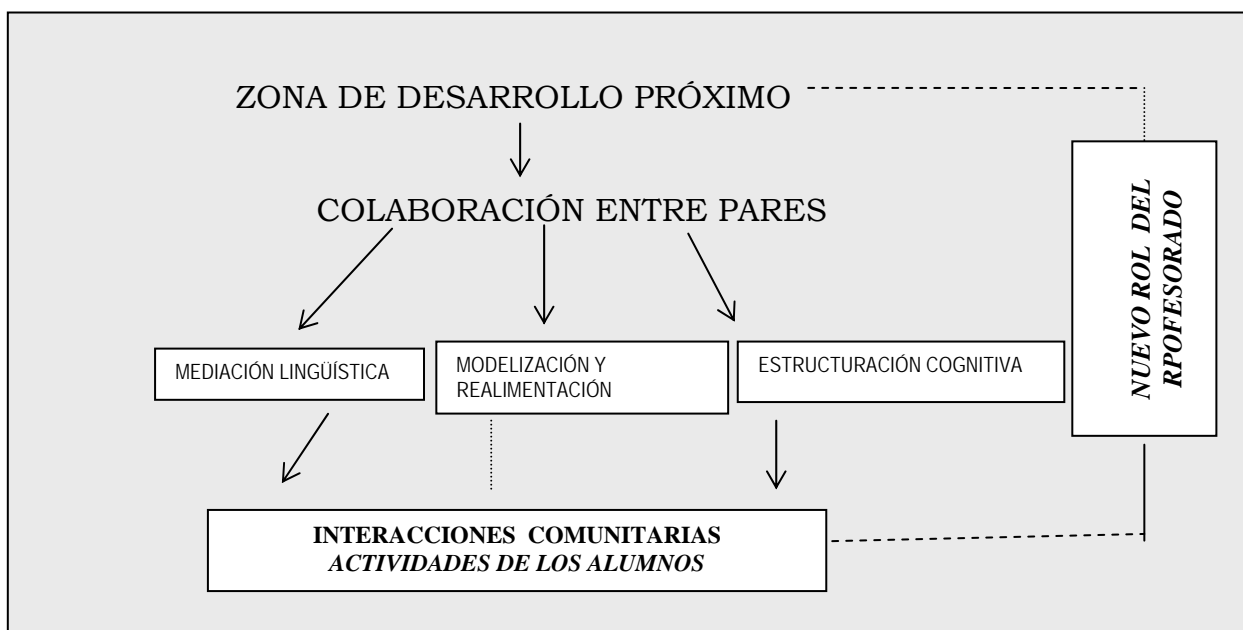 ZONA DE DESARROLLO PRÓXIMO
COLABORACIÓN ENTRE PARES
MEDIACIÓN LINGÜÍSTICA
MODELIZACIÓN Y
REALIMENTACIÓN
ESTRUCTURACIÓN COGNITIVA
NUEVO ROL DEL
RPOFESORADO
INTERACCIONES COMUNITARIAS
ACTIVIDADES DE LOS ALUMNOS